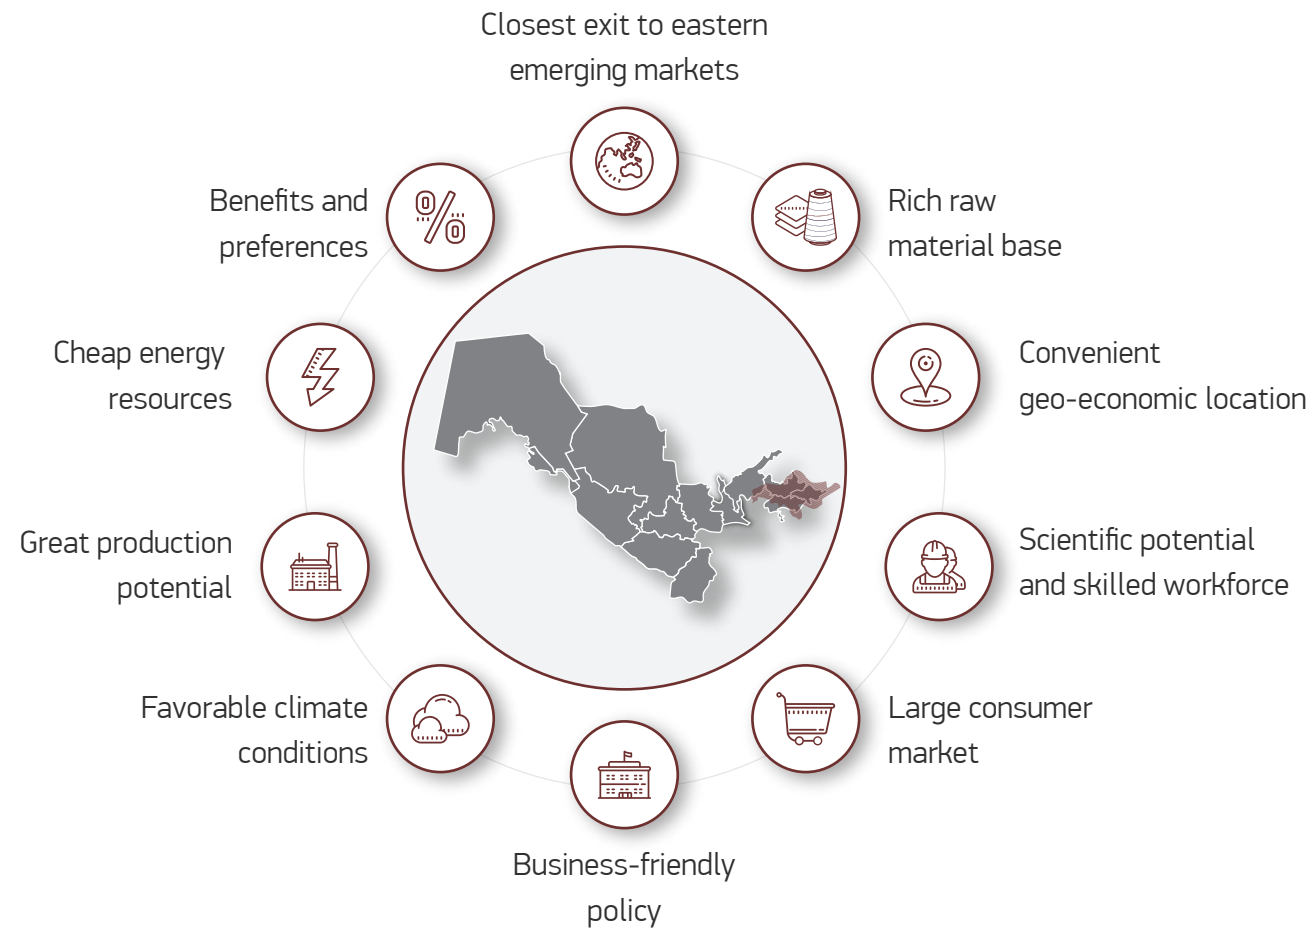 Closest exit to eastern
emerging markets
Benefits and
preferences
Rich raw
material base
Cheap energy
resources
Convenient
geo-economic location
Great production
potential
Scientific potential
and skilled workforce
Favorable climate
conditions
Large consumer
market
Business-friendly
policy